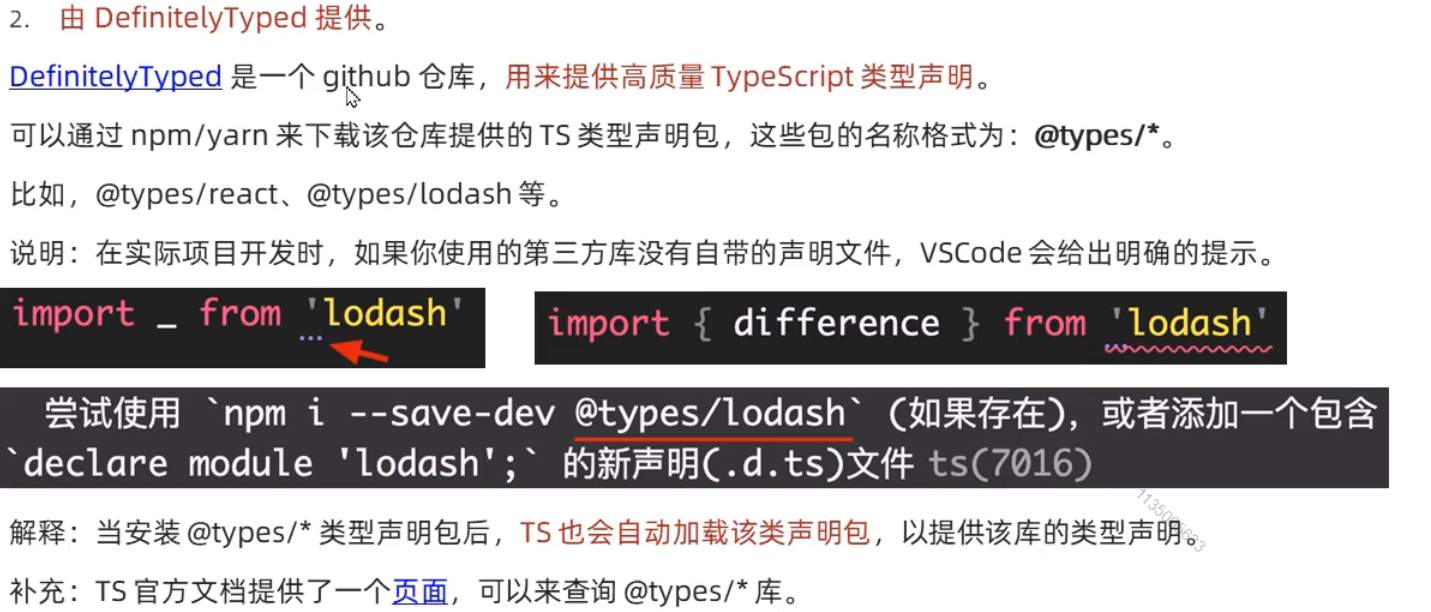 2. 由 DefinitelyTyped 提供。
DefinitelyTyped 是一个 github 仓库，用来提供高质量 TypeScript 类型声明。
可以通过 npm/yarn 来下载该仓库提供的 TS 类型声明包，这些包的名称格式为：@types/*。
比如，@types/react、@types/lodash 等。
说明：在实际项目开发时，如果你使用的第三方库没有自带的声明文件，VSCode 会给出明确的提示。
import _ from 'lodash'
import { difference } from 'lodash'
尝试使用 `npm i --save-dev @types/lodash` (如果存在)，或者添加一个包含
`declare module 'lodash';` 的新声明(.d.ts)文件 ts(7016)
解释：当安装 @types/* 类型声明包后，TS 也会自动加载该类声明包，以提供该库的类型声明。
补充：TS 官方文档提供了一个页面，可以来查询 @types/* 库。